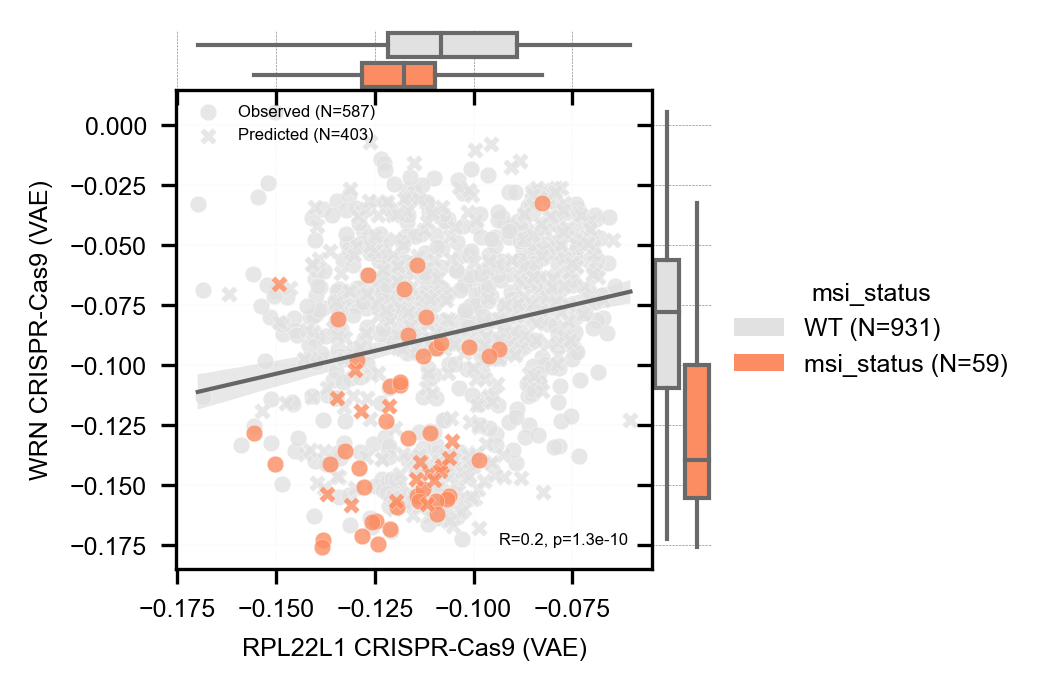 Observed (N=587)
Predicted (N=403)
0.000
−0.025
−0.050
−0.075
−0.100
−0.125
−0.150
−0.175
WRN CRISPR-Cas9 (VAE)
R=0.2, p=1.3e-10
−0.175 −0.150 −0.125 −0.100 −0.075
RPL22L1 CRISPR-Cas9 (VAE)
msi_status
WT (N=931)
msi_status (N=59)